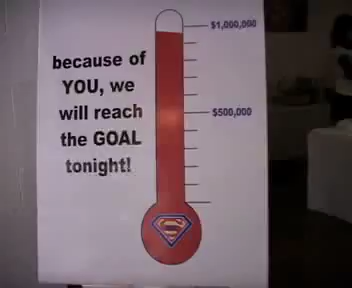 because of
YOU, we
will reach
the GOAL
tonight!
$1,000,000
$500,000
S